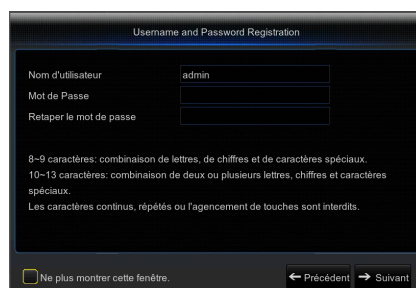 Username and Password Registration
Nom d'utilisateur admin
Mot de Passe
Retaper le mot de passe
8~9 caractères: combinaison de lettres, de chiffres et de caractères spéciaux.
10~13 caractères: combinaison de deux ou plusieurs lettres, chiffres et caractères
spéciaux.
Les caractères continus, répétés ou l'agencement de touches sont interdits.
Ne plus montrer cette fenêtre. ← Précédent → Suivant